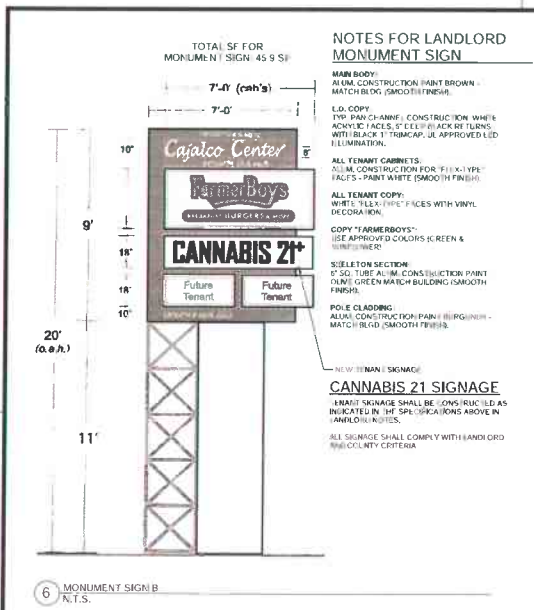 TOTAL SF FOR
MONUMENT SIGN: 45.9 SF
7'-0" (cab's)
7'-0"
10"
6"
Cajalco Center
FarmerBoys
BURGERS
9'
18"
CANNABIS 21+
18"
Future
Tenant
Future
Tenant
10"
20'
(o.a.h.)
11'
6
MONUMENT SIGN B
N.T.S.
NOTES FOR LANDLORD
MONUMENT SIGN
MAIN BODY:
ALUM. CONSTRUCTION PAINT BROWN -
MATCH BLDG (SMOOTH FINISH).
I.D. COPY:
TYP. PAN CHANNEL CONSTRUCTION. WHITE
ACRYLIC FACES, 5" DEEP BLACK RETURNS
WITH BLACK 1" TRIMCAP, UL APPROVED LED
ILLUMINATION.
ALL TENANT CABINETS:
ALUM. CONSTRUCTION FOR "FLEX-TYPE"
FACES - PAINT WHITE (SMOOTH FINISH).
ALL TENANT COPY:
WHITE "FLEX-TYPE" FACES WITH VINYL
DECORATION.
COPY "FARMERBOYS":
USE APPROVED COLORS (GREEN &
SUNFLOWER)
SKELETON SECTION:
6" SQ. TUBE ALUM. CONSTRUCTION PAINT
OLIVE GREEN MATCH BUILDING (SMOOTH
FINISH).
POLE CLADDING:
ALUM. CONSTRUCTION PAINT BURGUNDY -
MATCH BLGD (SMOOTH FINISH).
NEW TENANT SIGNAGE
CANNABIS 21 SIGNAGE
TENANT SIGNAGE SHALL BE CONSTRUCTED AS
INDICATED IN THE SPECIFICATIONS ABOVE IN
LANDLORD NOTES.
ALL SIGNAGE SHALL COMPLY WITH LANDLORD
AND COUNTY CRITERIA